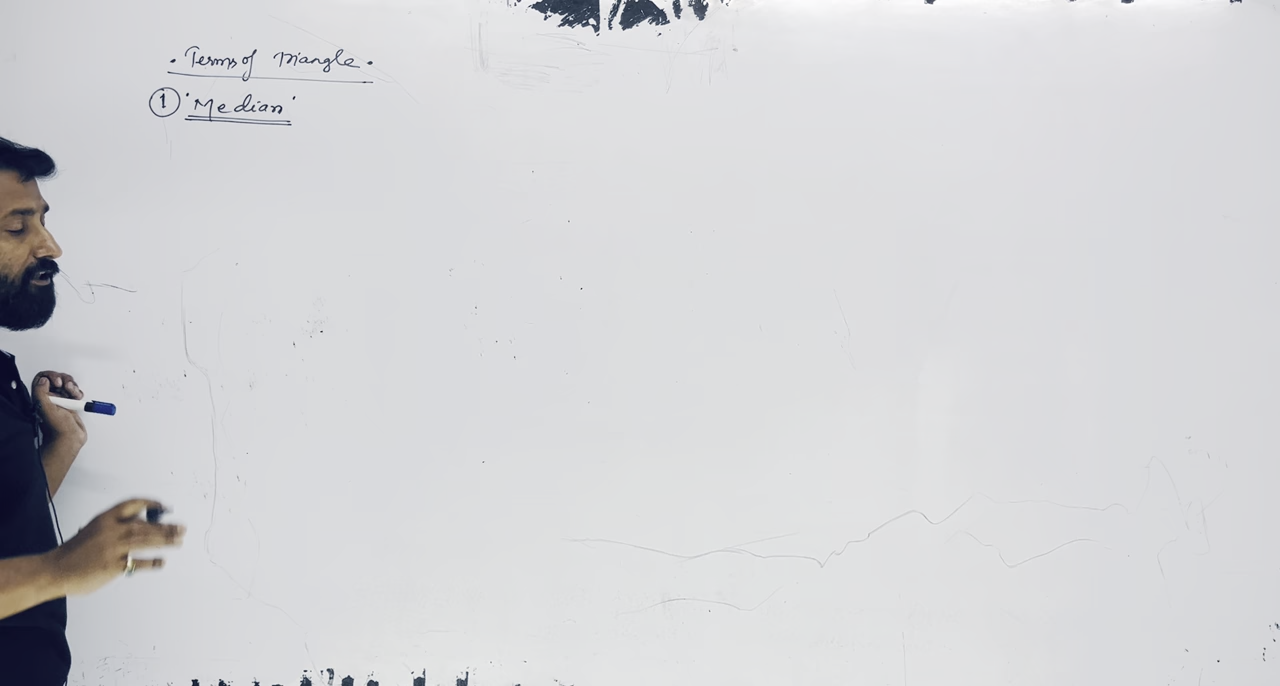 . Terms of Triangle .
① 'Median'